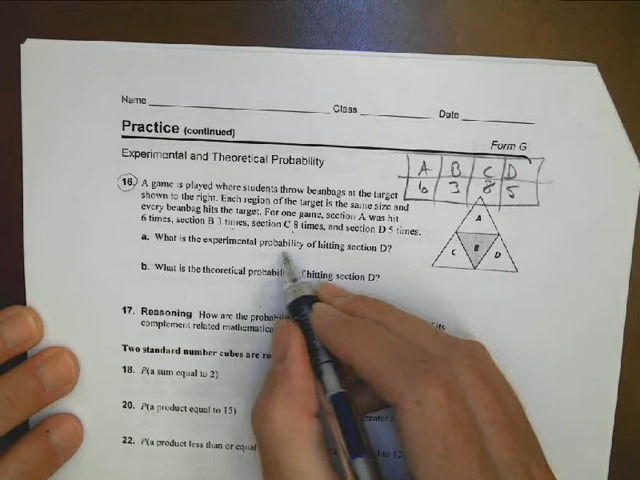 Name Class Date
Practice (continued)
Form G
Experimental and Theoretical Probability
A B C D
6 3 8 5
16. A game is played where students throw beanbags at the target
shown to the right. Each region of the target is the same size and
every beanbag hits the target. For one game, section A was hit
6 times, section B 3 times, section C 8 times, and section D 5 times.
A
C B D
a. What is the experimental probability of hitting section D?
b. What is the theoretical of hitting section D?
17. Reasoning How are the
complement related
Two standard number cubes are
18. P(a sum equal to 2)
20. P(a product equal to 15)
22. P(a product less than or equal